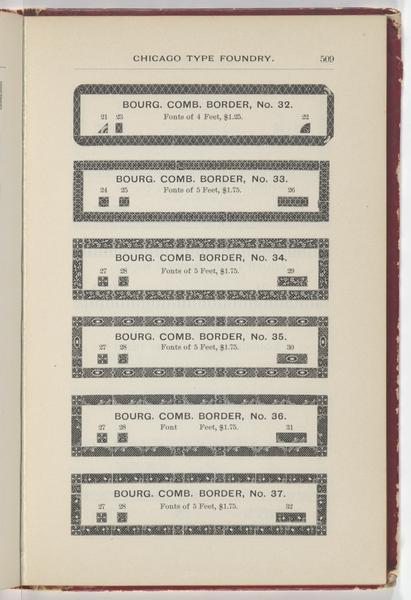 CHICAGO TYPE FOUNDRY. 509
BOURG. COMB. BORDER, No. 32.
21 23 Fonts of 4 Feet, $1.25. 22
BOURG. COMB. BORDER, No. 33.
24 25 Fonts of 5 Feet, $1.75. 26
BOURG. COMB. BORDER, No. 34.
27 28 Fonts of 5 Feet, $1.75. 29
BOURG. COMB. BORDER, No. 35.
27 28 Fonts of 5 Feet, $1.75. 30
BOURG. COMB. BORDER, No. 36.
27 28 Font Feet, $1.75. 31
BOURG. COMB. BORDER, No. 37.
27 28 Fonts of 5 Feet, $1.75. 32